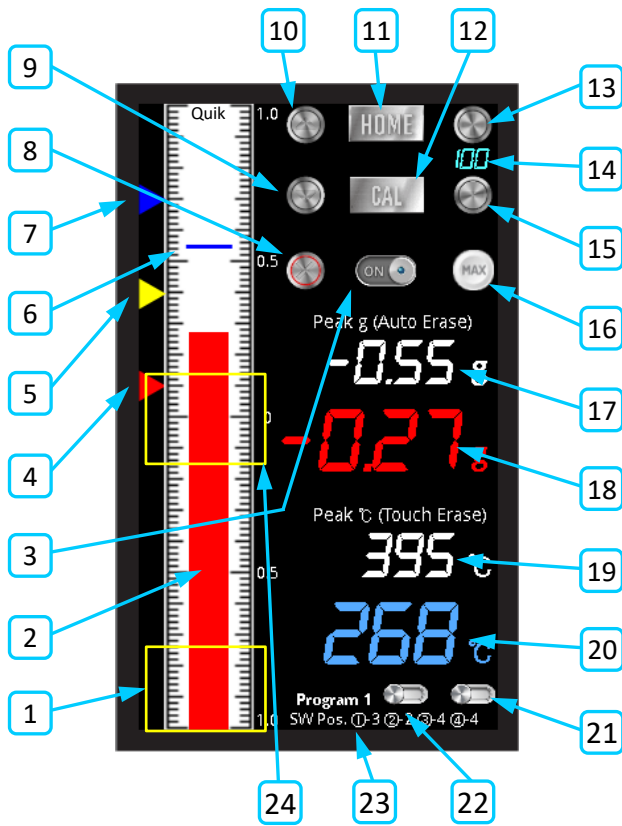 10
11
12
9
13
Quik
1.0
HOME
8
100
14
CAL
7
15
6
0.5
ON
MAX
5
16
Peak g (Auto Erase)
-0.55 g
17
4
0
-0.27 g
18
3
Peak ℃ (Touch Erase)
395 ℃
19
0.5
2
268 ℃
20
1
Program 1
1.0
SW Pos. ①-3 ②-2 ③-4 ④-4
21
24
23
22